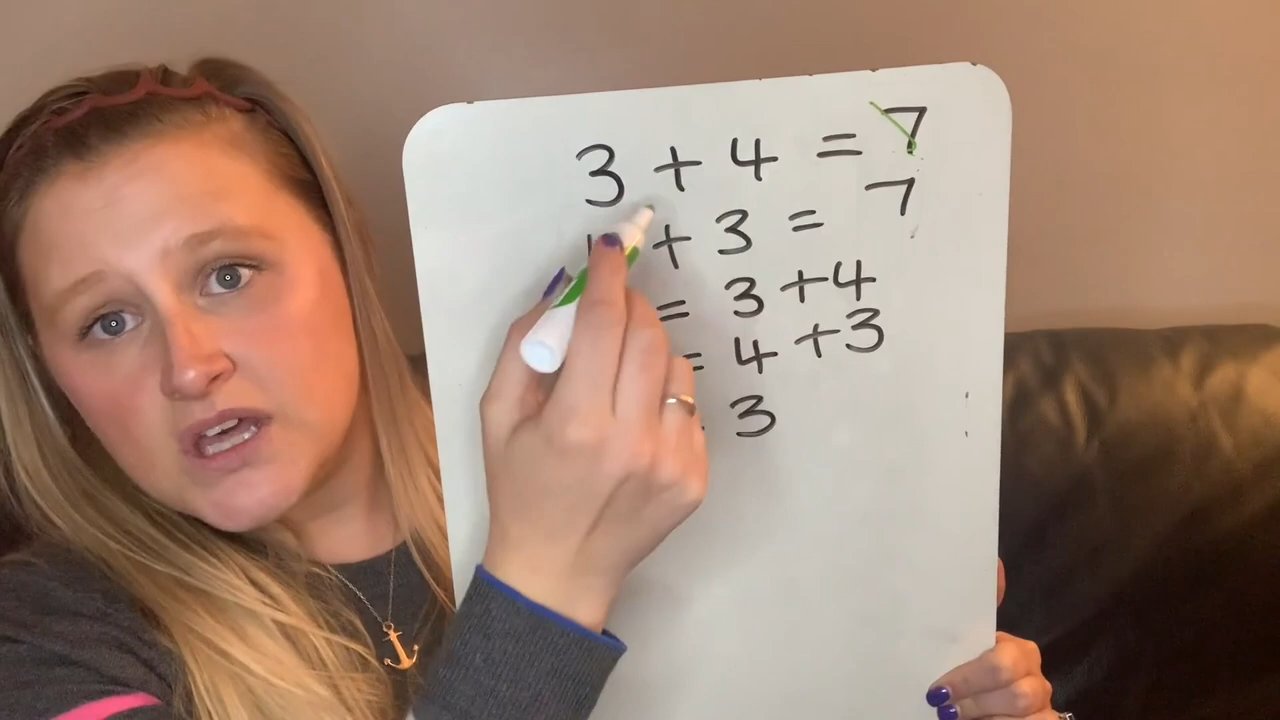 3 + 4 = 7
+ 3 = 7
= 3 + 4
= 4 + 3
3